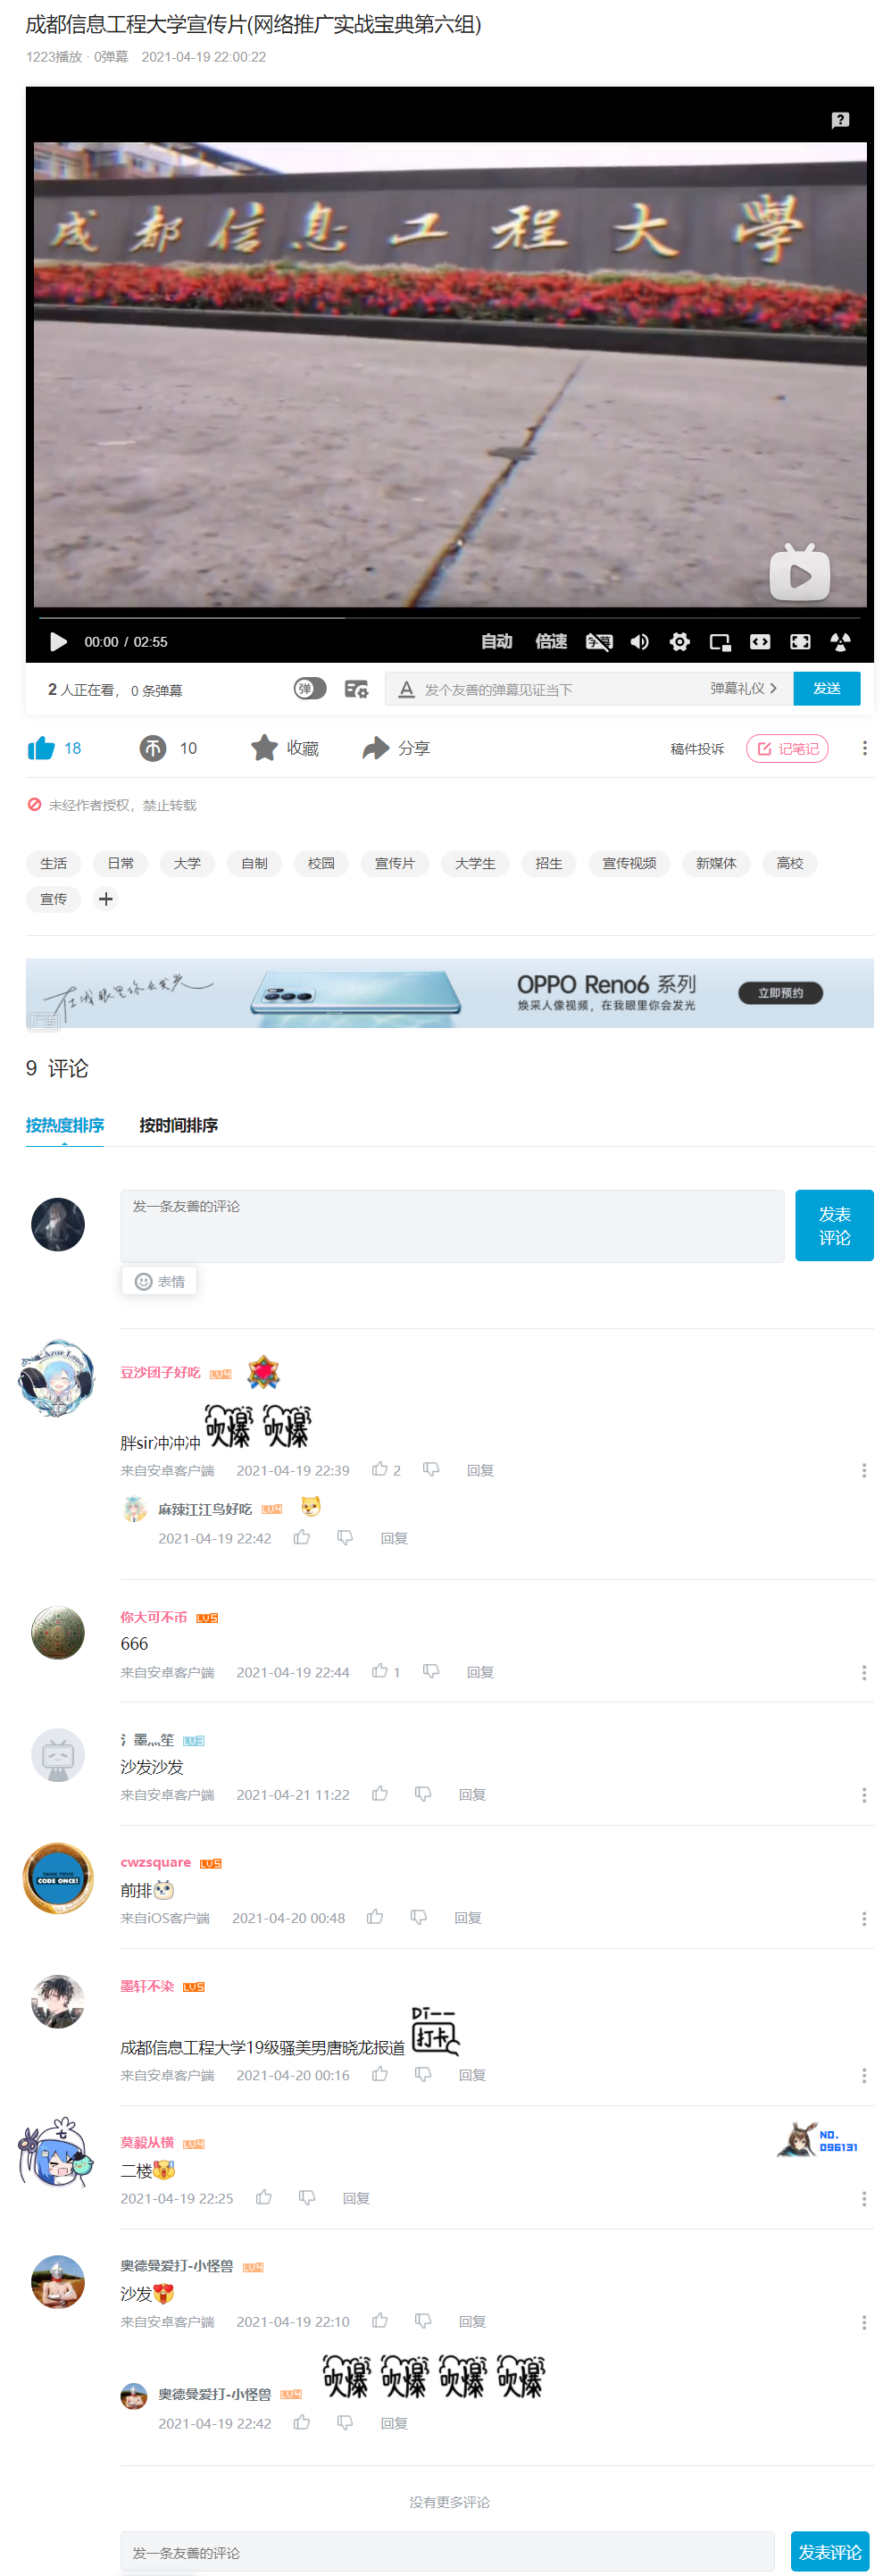 成都信息工程大学宣传片(网络推广实战宝典第六组)
1223播放 · 0弹幕 2021-04-19 22:00:22
成都信息工程大學
00:00 / 02:55
自动 倍速 字幕
2 人正在看， 0 条弹幕
弹
发个友善的弹幕见证当下
弹幕礼仪
发送
18 币 10 收藏 分享 稿件投诉 记笔记
未经作者授权，禁止转载
生活 日常 大学 自制 校园 宣传片 大学生 招生 宣传视频 新媒体 高校
宣传
在我眼里你会发光
OPPO Reno6 系列
焕采人像视频，在我眼里你会发光
立即预约
广告
9 评论
按热度排序 按时间排序
发一条友善的评论
发表
评论
表情
豆沙团子好吃 LV4
胖sir冲冲冲 吹爆 吹爆
来自安卓客户端 2021-04-19 22:39 2 回复
麻辣江江鸟好吃 LV4
2021-04-19 22:42 回复
你大可不币 LV5
666
来自安卓客户端 2021-04-19 22:44 1 回复
氵墨灬笙 LV3
沙发沙发
来自安卓客户端 2021-04-21 11:22 回复
CODE ONCE!
cwzsquare LV5
前排
来自iOS客户端 2021-04-20 00:48 回复
墨轩不染 LV5
成都信息工程大学19级骚美男唐晓龙报道 Di—— 打卡
来自安卓客户端 2021-04-20 00:16 回复
莫毅从横 LV4
NO.
096131
二楼
2021-04-19 22:25 回复
奥德曼爱打-小怪兽 LV4
沙发
来自安卓客户端 2021-04-19 22:10 回复
奥德曼爱打-小怪兽 LV4 吹爆 吹爆 吹爆 吹爆
2021-04-19 22:42 回复
没有更多评论
发一条友善的评论
发表评论